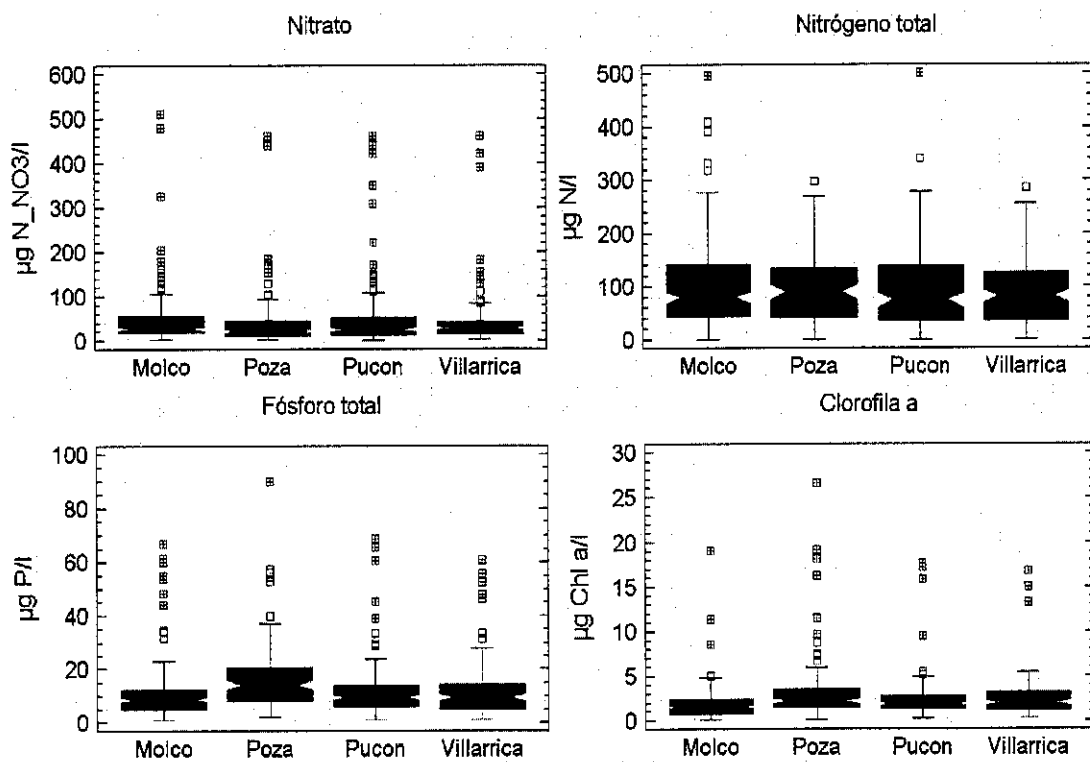 Nitrato
µg N_NO3/l
600
500
400
300
200
100
0
Molco Poza Pucon Villarrica
Nitrógeno total
µg N/l
500
400
300
200
100
0
Molco Poza Pucon Villarrica
Fósforo total
µg P/l
100
80
60
40
20
0
Molco Poza Pucon Villarrica
Clorofila a
µg Chl a/l
30
25
20
15
10
5
0
Molco Poza Pucon Villarrica